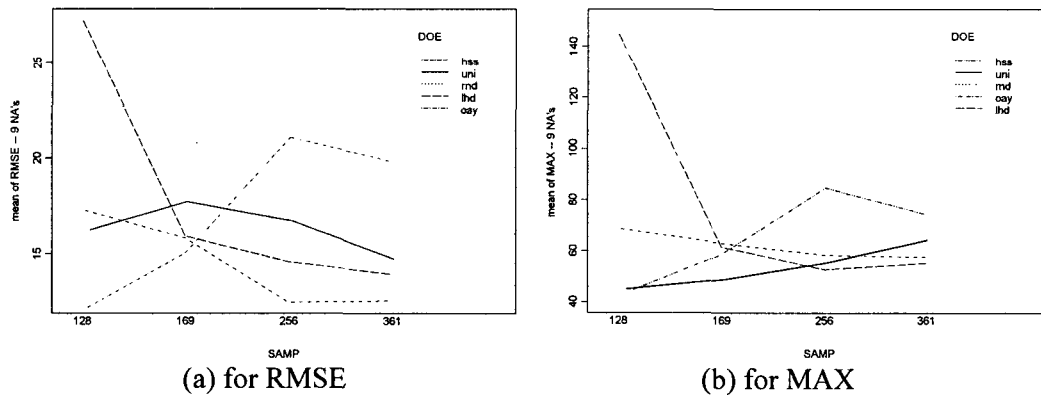 mean of RMSE -- 9 NA's
25
20
15
128
169
256
361
SAMP
DOE
hss
uni
rnd
lhd
oay
(a) for RMSE
mean of MAX -- 9 NA's
140
120
100
80
60
40
128
169
256
361
SAMP
DOE
hss
uni
rnd
oay
lhd
(b) for MAX